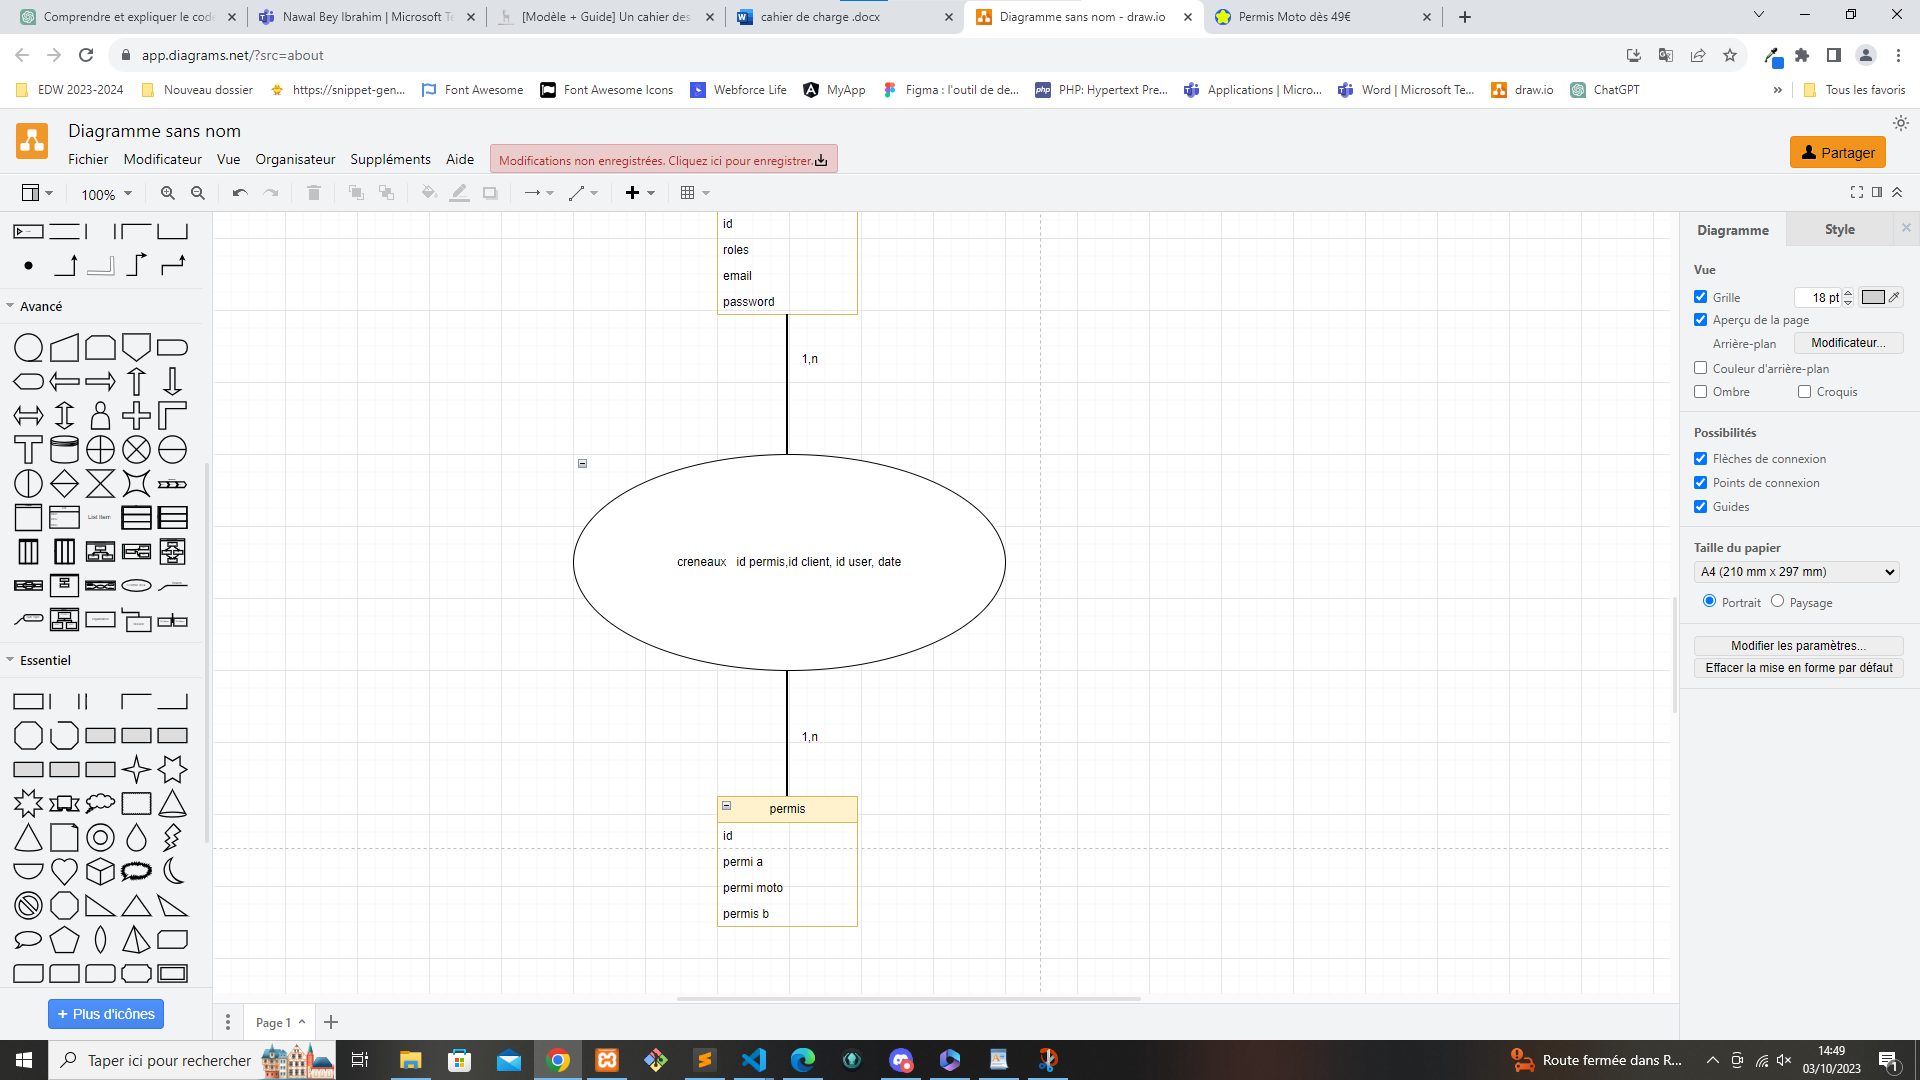 Comprendre et expliquer le cod
Nawal Bey Ibrahim | Microsoft Te
[Modèle + Guide] Un cahier des
cahier de charge .docx
Diagramme sans nom - draw.io
Permis Moto dès 49€
app.diagrams.net/?src=about
EDW 2023-2024
Nouveau dossier
https://snippet-gen...
Font Awesome
Font Awesome Icons
Webforce Life
MyApp
Figma : l'outil de de...
PHP: Hypertext Pre...
Applications | Micro...
Word | Microsoft Te...
draw.io
ChatGPT
»
Tous les favoris
Diagramme sans nom
Fichier
Modificateur
Vue
Organisateur
Suppléments
Aide
Modifications non enregistrées. Cliquez ici pour enregistrer.
Partager
100%
Avancé
List Item
Essentiel
+ Plus d'icônes
id
roles
email
password
1,n
creneaux   id permis,id client, id user, date
1,n
permis
id
permi a
permi moto
permis b
Diagramme
Style
Vue
Grille
18 pt
Aperçu de la page
Arrière-plan
Modificateur...
Couleur d'arrière-plan
Ombre
Croquis
Possibilités
Flèches de connexion
Points de connexion
Guides
Taille du papier
A4 (210 mm x 297 mm)
Portrait
Paysage
Modifier les paramètres...
Effacer la mise en forme par défaut
Page 1
Taper ici pour rechercher
Route fermée dans R...
14:49
03/10/2023
1